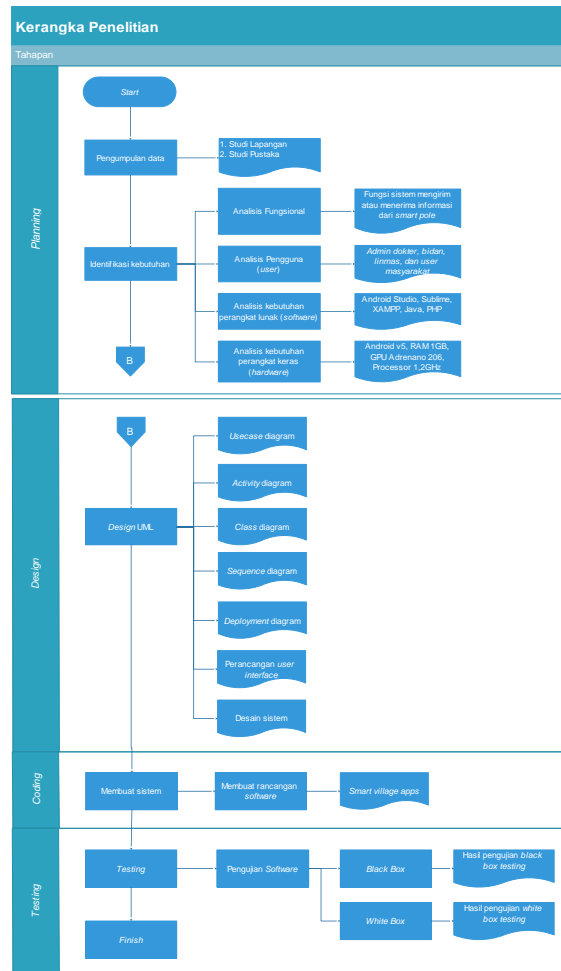 Kerangka Penelitian
Tahapan
Planning
Start
Pengumpulan data
1. Studi Lapangan
2. Studi Pustaka
Identifikasi kebutuhan
Analisis Fungsional
Fungsi sistem mengirim
atau menerima informasi
dari smart pole
Analisis Pengguna
(user)
Admin dokter, bidan,
linmas, dan user
masyarakat
Analisis kebutuhan
perangkat lunak (software)
Android Studio, Sublime,
XAMPP, Java, PHP
Analisis kebutuhan
perangkat keras
(hardware)
Android v5, RAM 1GB,
GPU Adrenano 206,
Processor 1,2GHz
B
Design
B
Design UML
Usecase diagram
Activity diagram
Class diagram
Sequence diagram
Deployment diagram
Perancangan user
interface
Desain sistem
Coding
Membuat sistem
Membuat rancangan
software
Smart village apps
Testing
Testing
Pengujian Software
Black Box
Hasil pengujian black
box testing
White Box
Hasil pengujian white
box testing
Finish